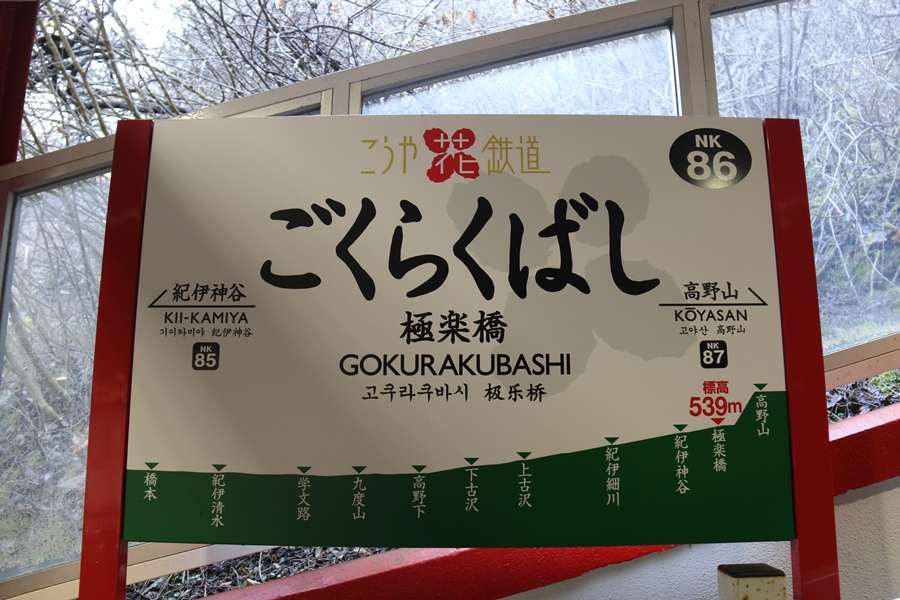 こうや花鉄道
NK
86
ごくらくばし
極楽橋
GOKURAKUBASHI
고쿠라쿠바시 极乐桥
紀伊神谷
KII-KAMIYA
기이카미야 紀伊神谷
NK
85
高野山
KŌYASAN
고야산 高野山
NK
87
標高
539m
橋本
紀伊清水
学文路
九度山
高野下
下古沢
上古沢
紀伊細川
紀伊神谷
極楽橋
高野山